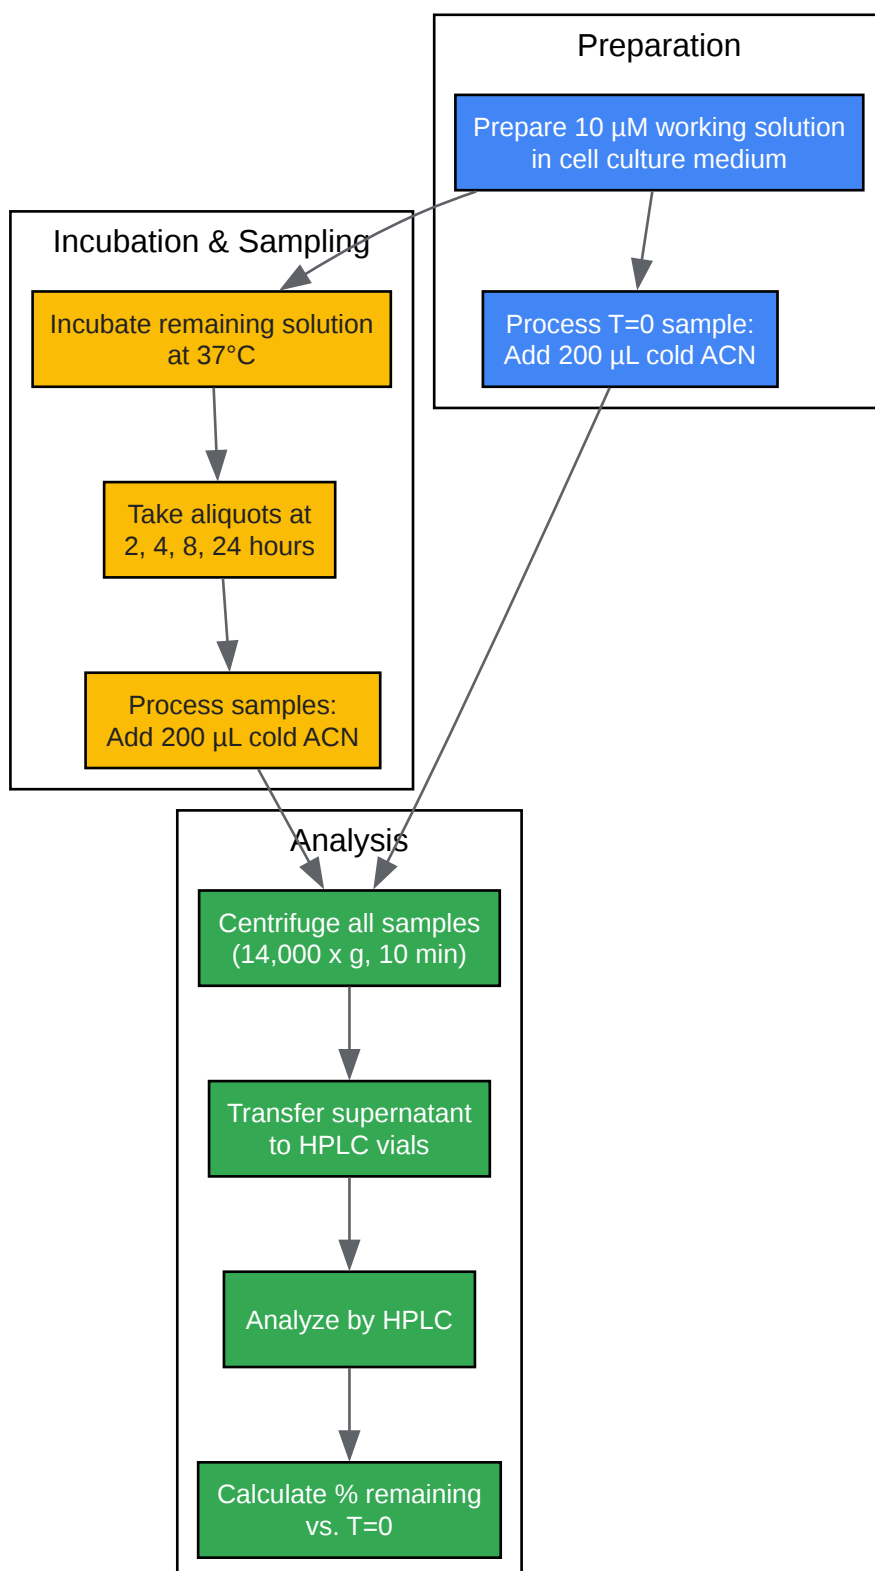 Preparation
Prepare 10 µM working solution
in cell culture medium
Process T=0 sample:
Add 200 µL cold ACN
Incubation & Sampling
Incubate remaining solution
at 37°C
Take aliquots at
2, 4, 8, 24 hours
Process samples:
Add 200 µL cold ACN
Analysis
Centrifuge all samples
(14,000 x g, 10 min)
Transfer supernatant
to HPLC vials
Analyze by HPLC
Calculate % remaining
vs. T=0